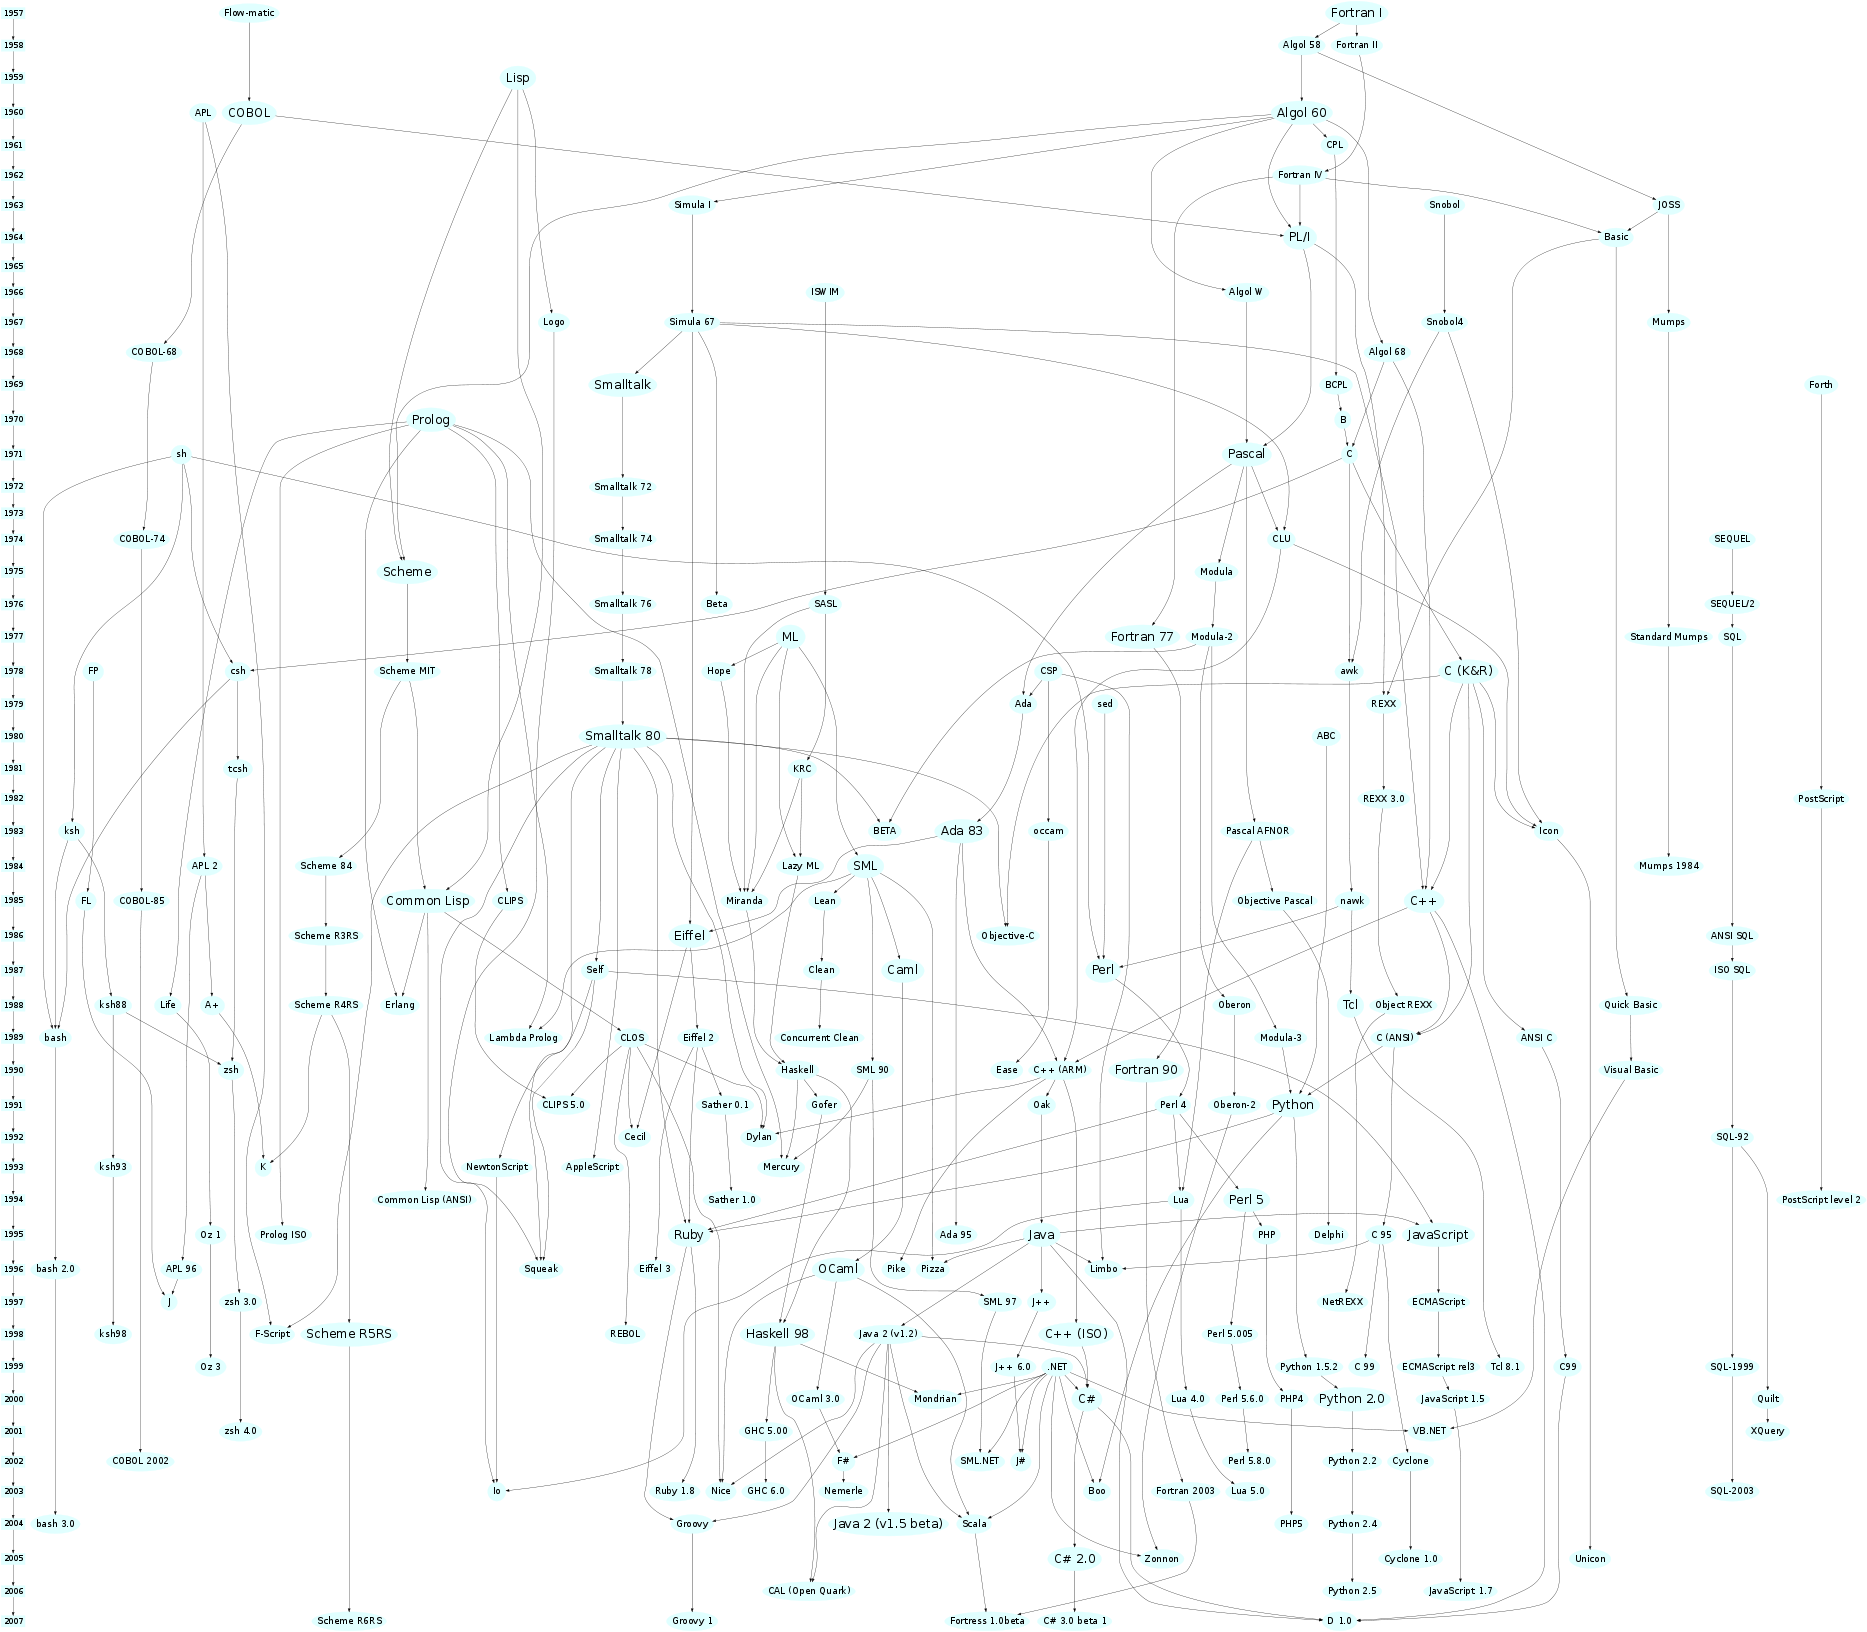 1957 Flow-matic Fortran I
1958 Algol 58 Fortran II
1959 Lisp
1960 APL COBOL Algol 60
1961 CPL
1962 Fortran IV
1963 Simula I Snobol JOSS
1964 PL/I Basic
1965
1966 ISWIM Algol W
1967 Logo Simula 67 Snobol4 Mumps
1968 COBOL-68 Algol 68
1969 Smalltalk BCPL Forth
1970 Prolog B
1971 sh Pascal C
1972 Smalltalk 72
1973
1974 COBOL-74 Smalltalk 74 CLU SEQUEL
1975 Scheme Modula
1976 Smalltalk 76 Beta SASL SEQUEL/2
1977 ML Fortran 77 Modula-2 Standard Mumps SQL
1978 FP csh Scheme MIT Smalltalk 78 Hope CSP awk C (K&R)
1979 Ada sed REXX
1980 Smalltalk 80 ABC
1981 tcsh KRC
1982 REXX 3.0 PostScript
1983 ksh BETA Ada 83 occam Pascal AFNOR Icon
1984 APL 2 Scheme 84 Lazy ML SML Mumps 1984
1985 FL COBOL-85 Common Lisp CLIPS Miranda Lean Objective Pascal nawk C++
1986 Scheme R3RS Eiffel Objective-C ANSI SQL
1987 Self Clean Caml Perl ISO SQL
1988 ksh88 Life A+ Scheme R4RS Erlang Concurrent Clean Oberon Tcl Object REXX Quick Basic
1989 bash Lambda Prolog CLOS Eiffel 2 Modula-3 C (ANSI) ANSI C
1990 zsh Haskell SML 90 Ease C++ (ARM) Fortran 90 Visual Basic
1991 CLIPS 5.0 Sather 0.1 Gofer Oak Perl 4 Oberon-2 Python
1992 Cecil Dylan SQL-92
1993 ksh93 K NewtonScript AppleScript Mercury
1994 Common Lisp (ANSI) Sather 1.0 Lua Perl 5 PostScript level 2
1995 Oz 1 Prolog ISO Ruby Ada 95 Java PHP Delphi C 95 JavaScript
1996 bash 2.0 APL 96 Squeak Eiffel 3 OCaml Pike Pizza Limbo
1997 J zsh 3.0 SML 97 J++ NetREXX ECMAScript
1998 ksh98 F-Script Scheme R5RS REBOL Haskell 98 Java 2 (v1.2) C++ (ISO) Perl 5.005
1999 Oz 3 J++ 6.0 .NET Python 1.5.2 C 99 ECMAScript rel3 Tcl 8.1 C99 SQL-1999
2000 OCaml 3.0 Mondrian C# Lua 4.0 Perl 5.6.0 PHP4 Python 2.0 JavaScript 1.5 Quilt
2001 zsh 4.0 GHC 5.00 VB.NET XQuery
2002 COBOL 2002 F# SML.NET J# Perl 5.8.0 Python 2.2 Cyclone
2003 Io Ruby 1.8 Nice GHC 6.0 Nemerle Boo Fortran 2003 Lua 5.0 SQL-2003
2004 bash 3.0 Groovy Java 2 (v1.5 beta) Scala PHP5 Python 2.4
2005 C# 2.0 Zonnon Cyclone 1.0 Unicon
2006 CAL (Open Quark) Python 2.5 JavaScript 1.7
2007 Scheme R6RS Groovy 1 Fortress 1.0beta C# 3.0 beta 1 D 1.0